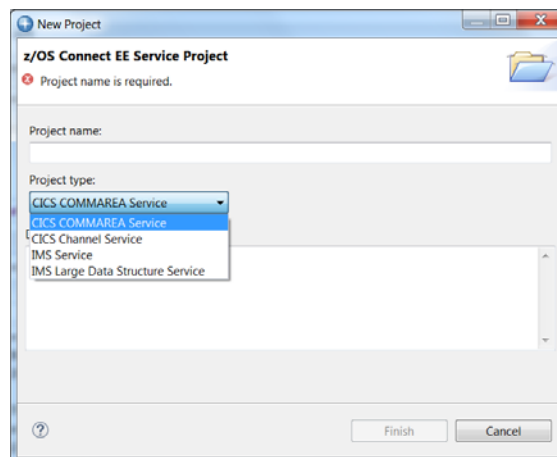 New Project
z/OS Connect EE Service Project
Project name is required.
Project name:
Project type:
CICS COMMAREA Service
CICS COMMAREA Service
CICS Channel Service
IMS Service
IMS Large Data Structure Service
Finish
Cancel